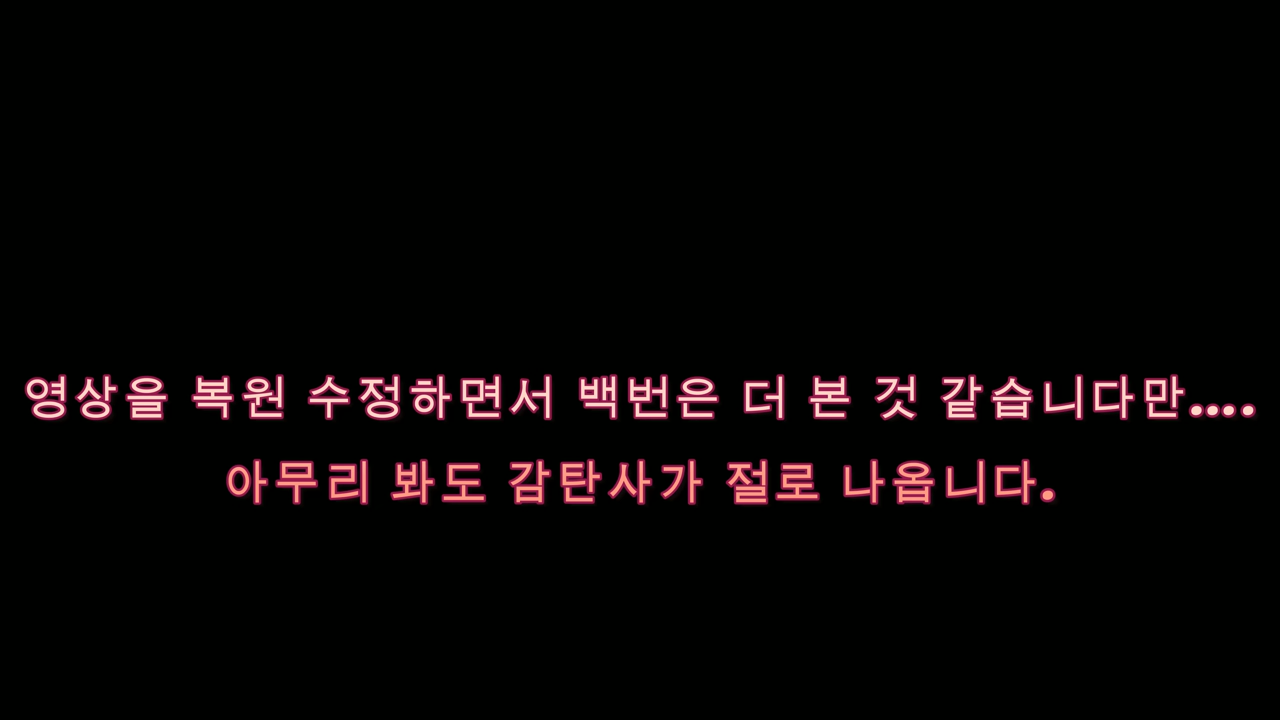 영상을 복원 수정하면서 백번은 더 본 것 같습니다만....
아무리 봐도 감탄사가 절로 나옵니다.